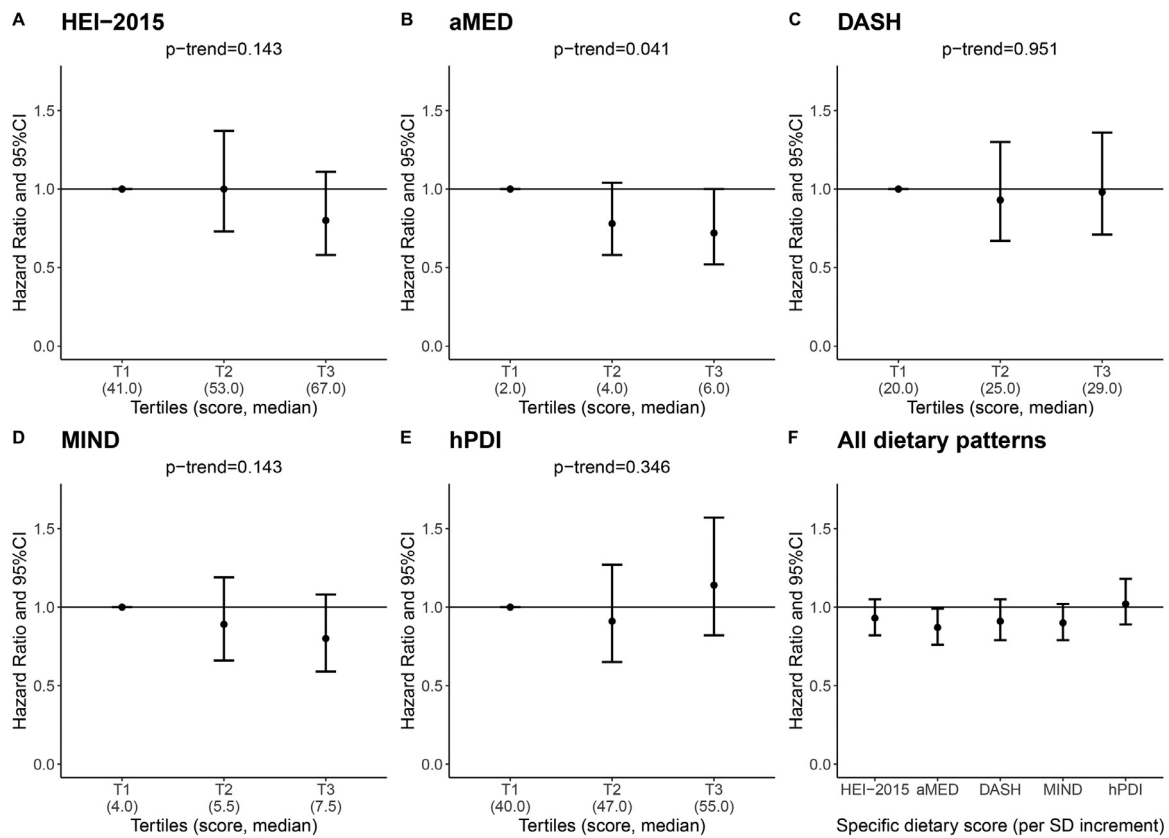 A HEI−2015
p−trend=0.143
Hazard Ratio and 95%CI
1.5
1.0
0.5
0.0
T1 T2 T3
(41.0) (53.0) (67.0)
Tertiles (score, median)
B aMED
p−trend=0.041
Hazard Ratio and 95%CI
1.5
1.0
0.5
0.0
T1 T2 T3
(2.0) (4.0) (6.0)
Tertiles (score, median)
C DASH
p−trend=0.951
Hazard Ratio and 95%CI
1.5
1.0
0.5
0.0
T1 T2 T3
(20.0) (25.0) (29.0)
Tertiles (score, median)
D MIND
p−trend=0.143
Hazard Ratio and 95%CI
1.5
1.0
0.5
0.0
T1 T2 T3
(4.0) (5.5) (7.5)
Tertiles (score, median)
E hPDI
p−trend=0.346
Hazard Ratio and 95%CI
1.5
1.0
0.5
0.0
T1 T2 T3
(40.0) (47.0) (55.0)
Tertiles (score, median)
F All dietary patterns
Hazard Ratio and 95%CI
1.5
1.0
0.5
0.0
HEI−2015 aMED DASH MIND hPDI
Specific dietary score (per SD increment)